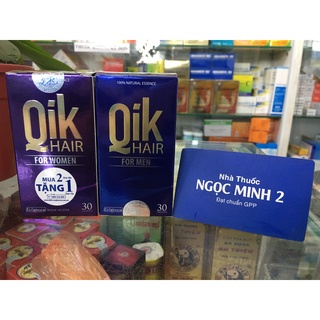 Qik
HAIR
FOR WOMEN
MUA 2
TẶNG 1
30
100% NATURAL ESSENCE
Qik
HAIR
FOR MEN
30
Nhà Thuốc
NGỌC MINH 2
Đạt chuẩn GPP